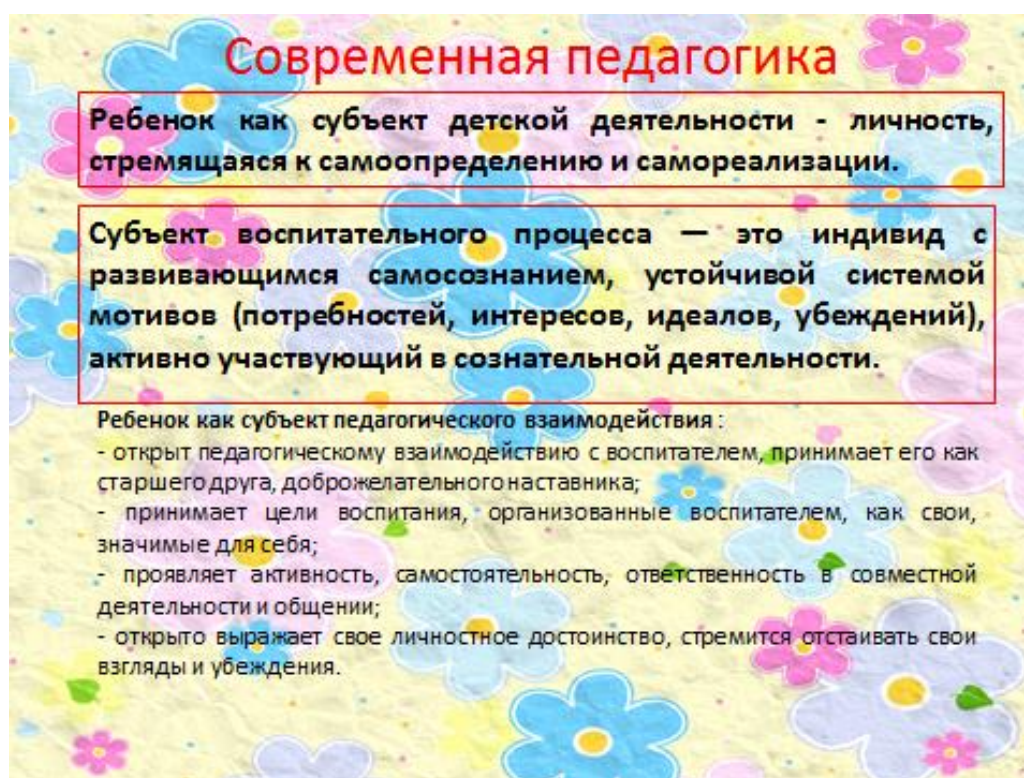 Современная педагогика
Ребенок как субъект детской деятельности - личность,
стремящаяся к самоопределению и самореализации.
Субъект воспитательного процесса — это индивид с
развивающимся самосознанием, устойчивой системой
мотивов (потребностей, интересов, идеалов, убеждений),
активно участвующий в сознательной деятельности.
Ребенок как субъект педагогического взаимодействия :
- открыт педагогическому взаимодействию с воспитателем, принимает его как
старшего друга, доброжелательного наставника;
- принимает цели воспитания, организованные воспитателем, как свои,
значимые для себя;
- проявляет активность, самостоятельность, ответственность в совместной
деятельности и общении;
- открыто выражает свое личностное достоинство, стремится отстаивать свои
взгляды и убеждения.